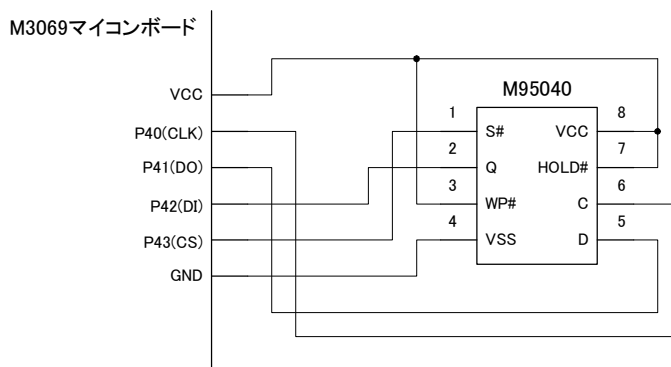 M3069マイコンボード
VCC
P40(CLK)
P41(DO)
P42(DI)
P43(CS)
GND
M95040
1
2
3
4
S#
Q
WP#
VSS
VCC
HOLD#
C
D
8
7
6
5